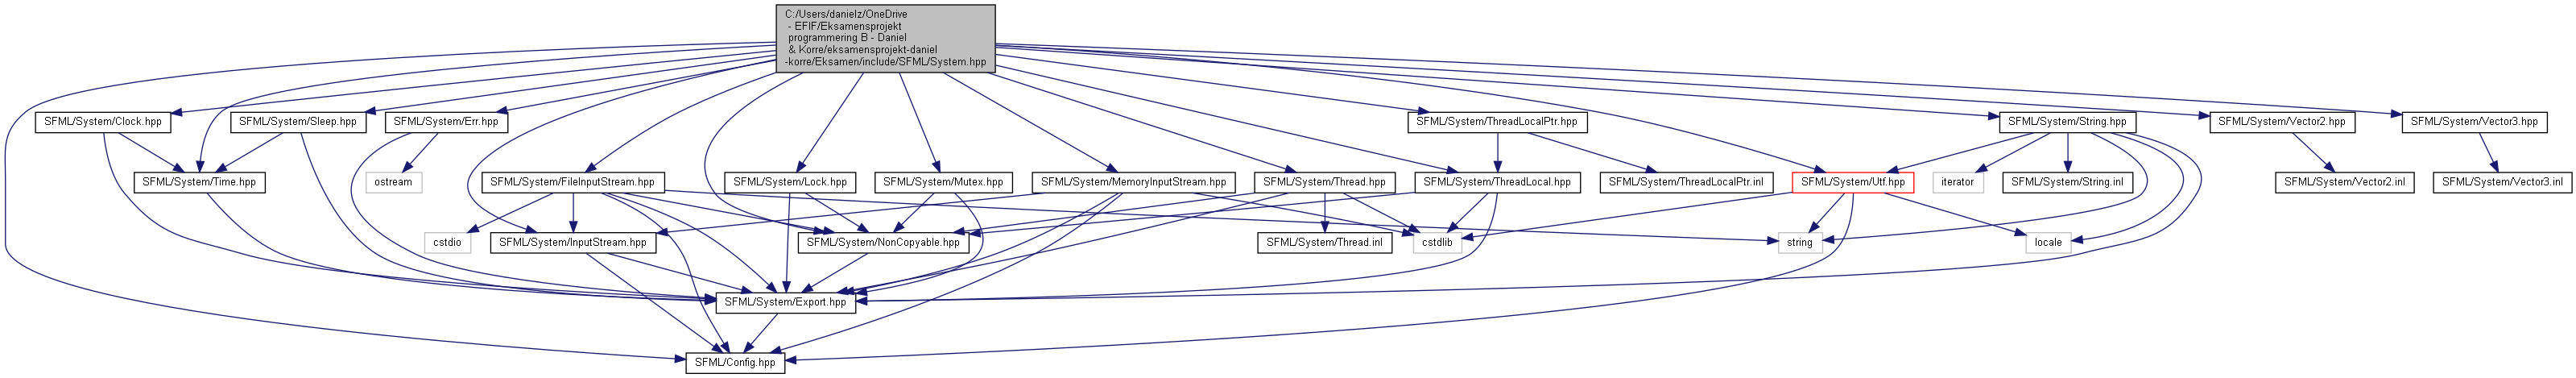 C:/Users/danielz/OneDrive
- EFIF/Eksamensprojekt
programmering B - Daniel
& Korre/eksamensprojekt-daniel
-korre/Eksamen/include/SFML/System.hpp
SFML/System/Clock.hpp
SFML/System/Sleep.hpp
SFML/System/Err.hpp
SFML/System/ThreadLocalPtr.hpp
SFML/System/String.hpp
SFML/System/Vector2.hpp
SFML/System/Vector3.hpp
SFML/System/Time.hpp
ostream
SFML/System/FileInputStream.hpp
SFML/System/Lock.hpp
SFML/System/Mutex.hpp
SFML/System/MemoryInputStream.hpp
SFML/System/Thread.hpp
SFML/System/ThreadLocal.hpp
SFML/System/ThreadLocalPtr.inl
SFML/System/Utf.hpp
iterator
SFML/System/String.inl
SFML/System/Vector2.inl
SFML/System/Vector3.inl
cstdio
SFML/System/InputStream.hpp
SFML/System/NonCopyable.hpp
SFML/System/Thread.inl
cstdlib
string
locale
SFML/System/Export.hpp
SFML/Config.hpp